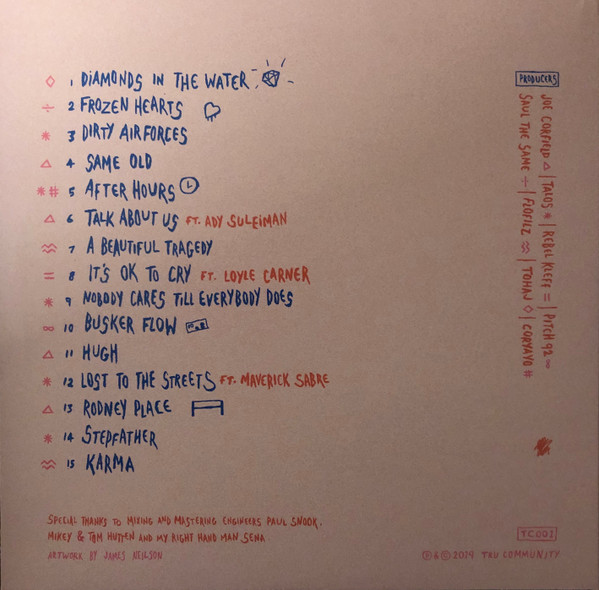 ◇ 1 DIAMONDS IN THE WATER
÷ 2 FROZEN HEARTS
* 3 DIRTY AIRFORCES
△ 4 SAME OLD
*# 5 AFTER HOURS
△ 6 TALK ABOUT US FT. ADY SULEIMAN
≈ 7 A BEAUTIFUL TRAGEDY
= 8 IT'S OK TO CRY FT. LOYLE CARNER
* 9 NOBODY CARES TILL EVERYBODY DOES
∞ 10 BUSKER FLOW
△ 11 HUGH
* 12 LOST TO THE STREETS FT. MAVERICK SABRE
△ 13 RODNEY PLACE
* 14 STEPFATHER
≈ 15 KARMA
PRODUCERS
JOE CORFIELD △ | TALOS * | REBEL KLEFF = | PITCH 92 ∞
SAUL THE SAME ÷ | FLOFILZ ≈ | TOHAN ◇ | CORYAYO #
SPECIAL THANKS TO MIXING AND MASTERING ENGINEERS PAUL SNOOK,
MIKEY & TOM HUTTEN AND MY RIGHT HAND MAN SENA
ARTWORK BY JAMES NEILSON
TC001
℗ & © 2019 TRU COMMUNITY